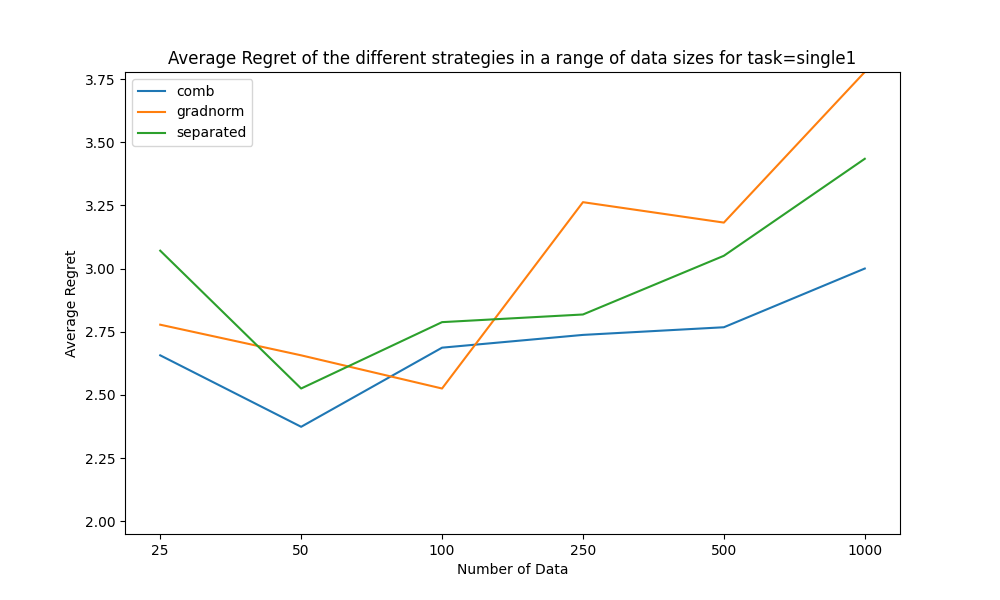 Average Regret of the different strategies in a range of data sizes for task=single1
comb
gradnorm
separated
3.75
3.50
3.25
3.00
2.75
2.50
2.25
2.00
Average Regret
25 50 100 250 500 1000
Number of Data